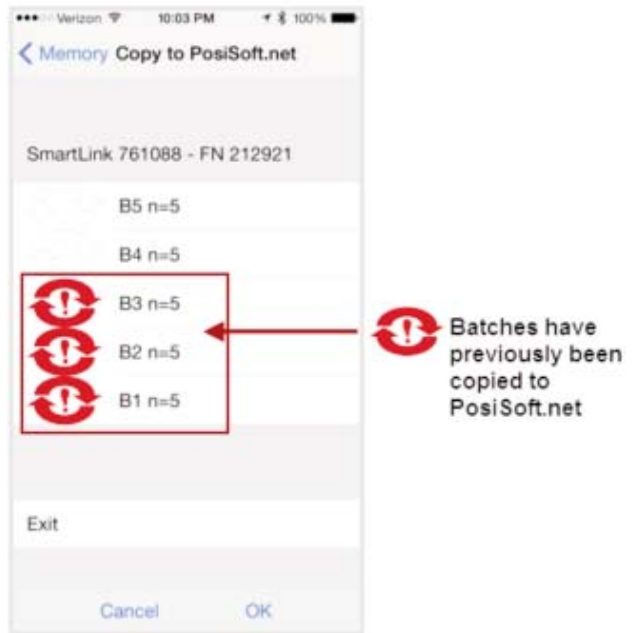 Verizon 10:03 PM 100%
Memory Copy to PosiSoft.net
SmartLink 761088 - FN 212921
B5 n=5
B4 n=5
B3 n=5
B2 n=5
B1 n=5
Batches have
previously been
copied to
PosiSoft.net
Exit
Cancel OK